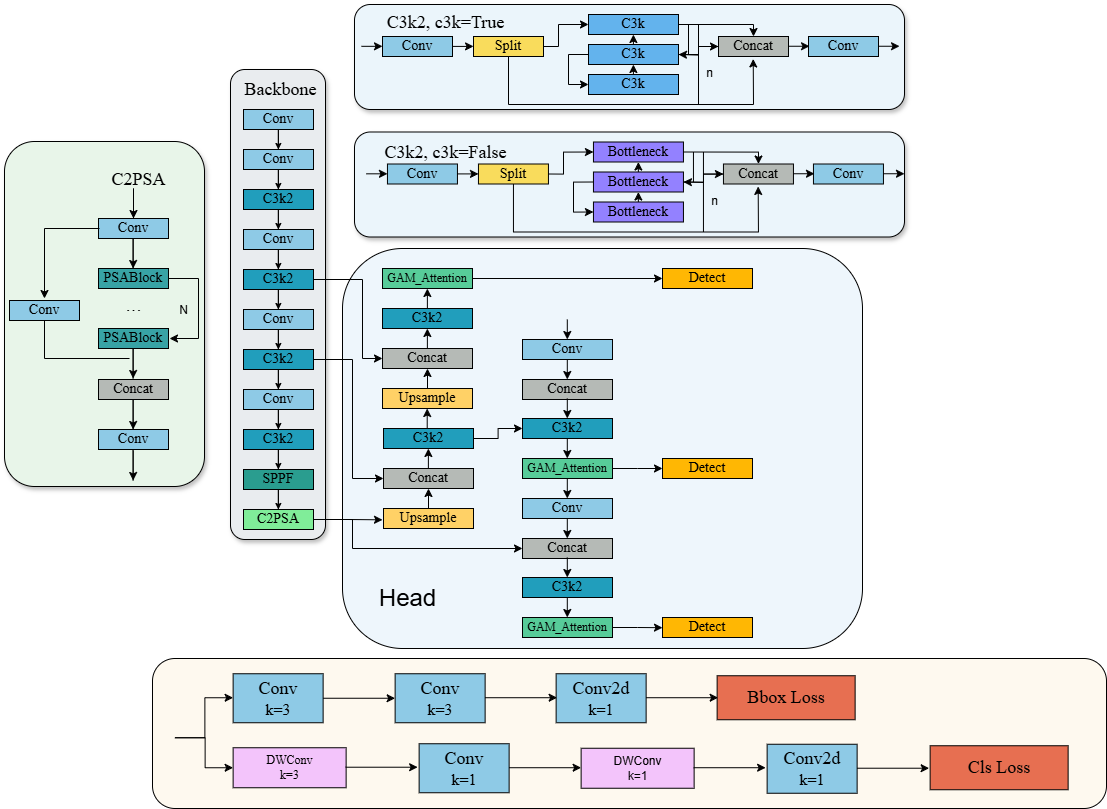 C3k2, c3k=True
Conv
Split
C3k
C3k
C3k
n
Concat
Conv
C3k2, c3k=False
Conv
Split
Bottleneck
Bottleneck
Bottleneck
n
Concat
Conv
C2PSA
Conv
PSABlock
Conv
...
N
PSABlock
Concat
Conv
Backbone
Conv
Conv
C3k2
Conv
C3k2
Conv
C3k2
Conv
C3k2
SPPF
C2PSA
GAM_Attention
C3k2
Concat
Upsample
C3k2
Concat
Upsample
Detect
Conv
Concat
C3k2
GAM_Attention
Detect
Conv
Concat
C3k2
GAM_Attention
Detect
Head
Conv
k=3
Conv
k=3
Conv2d
k=1
Bbox Loss
DWConv
k=3
Conv
k=1
DWConv
k=1
Conv2d
k=1
Cls Loss